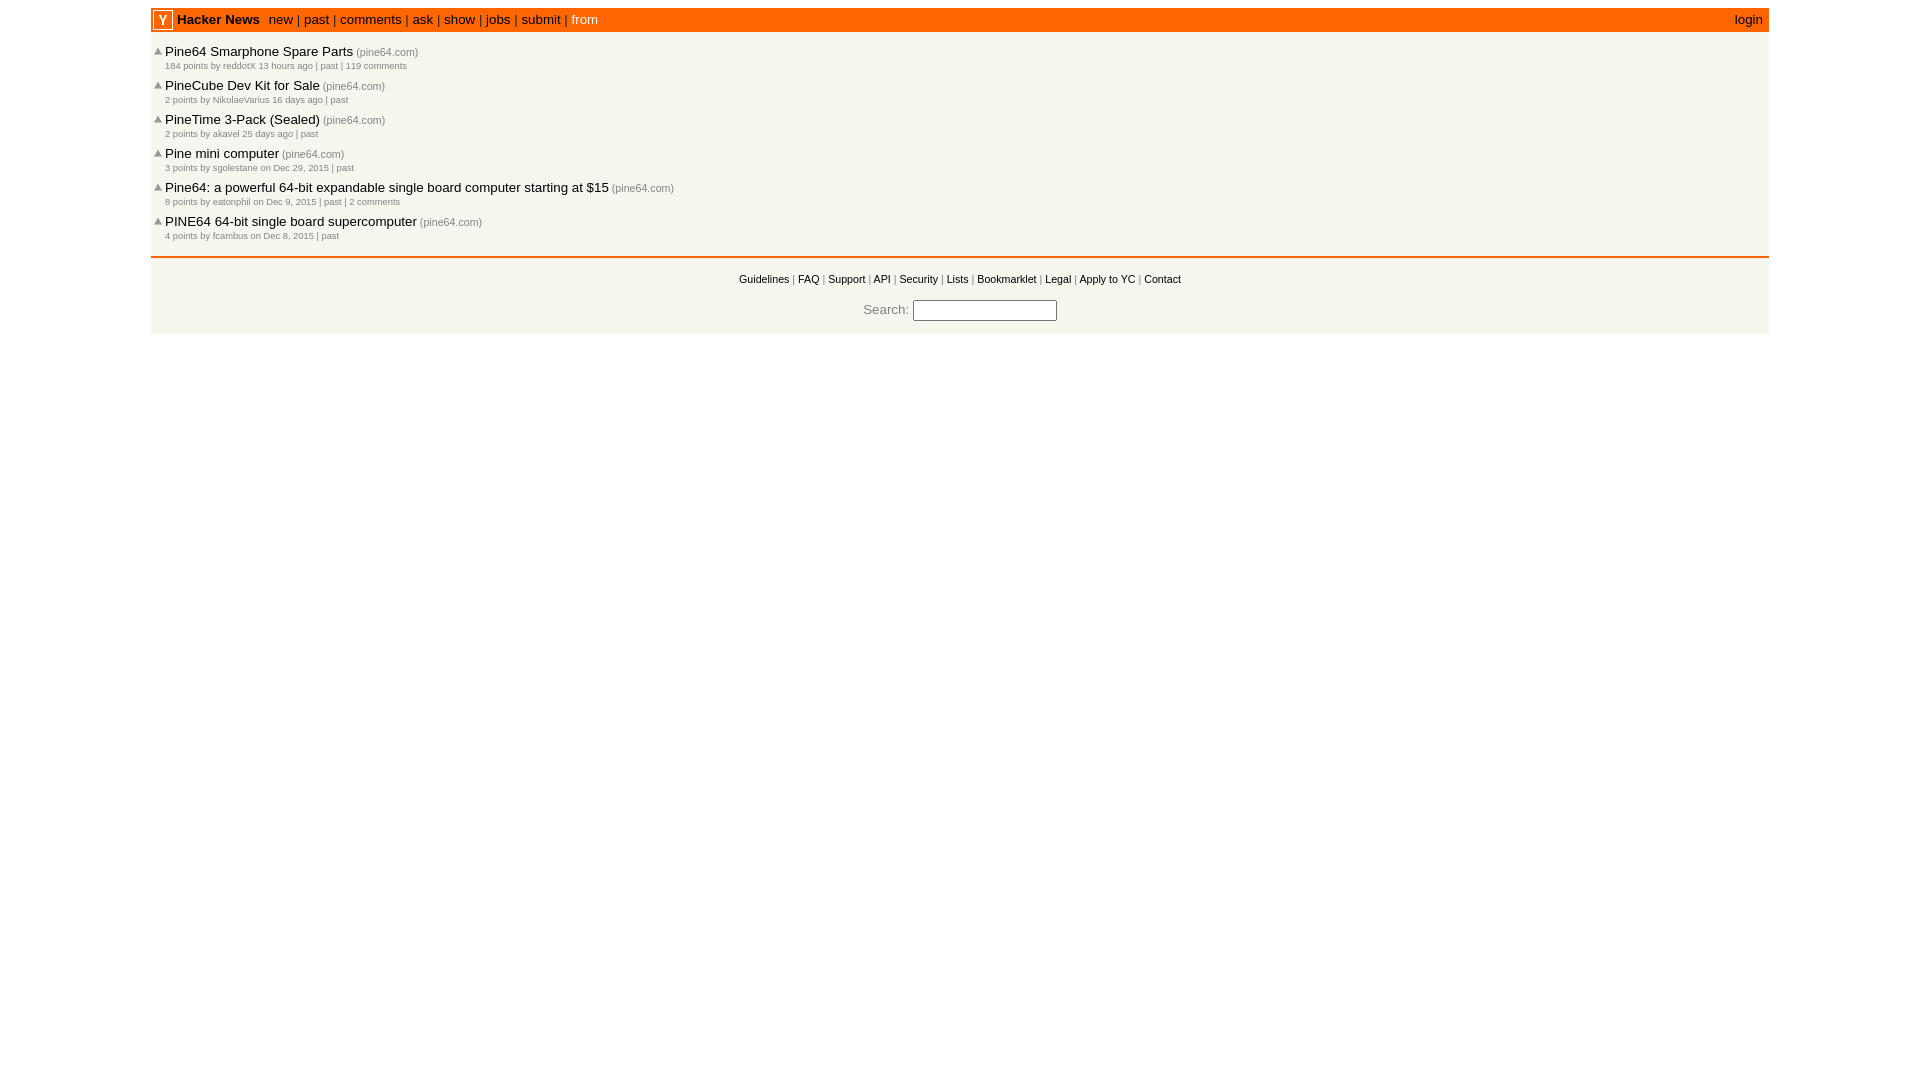 Y Hacker News new | past | comments | ask | show | jobs | submit | from login
Pine64 Smarphone Spare Parts (pine64.com)
184 points by reddotX 13 hours ago | past | 119 comments
PineCube Dev Kit for Sale (pine64.com)
2 points by NikolaeVarius 16 days ago | past
PineTime 3-Pack (Sealed) (pine64.com)
2 points by akavel 25 days ago | past
Pine mini computer (pine64.com)
3 points by sgolestane on Dec 29, 2015 | past
Pine64: a powerful 64-bit expandable single board computer starting at $15 (pine64.com)
8 points by eatonphil on Dec 9, 2015 | past | 2 comments
PINE64 64-bit single board supercomputer (pine64.com)
4 points by fcambus on Dec 8, 2015 | past
Guidelines | FAQ | Support | API | Security | Lists | Bookmarklet | Legal | Apply to YC | Contact
Search: